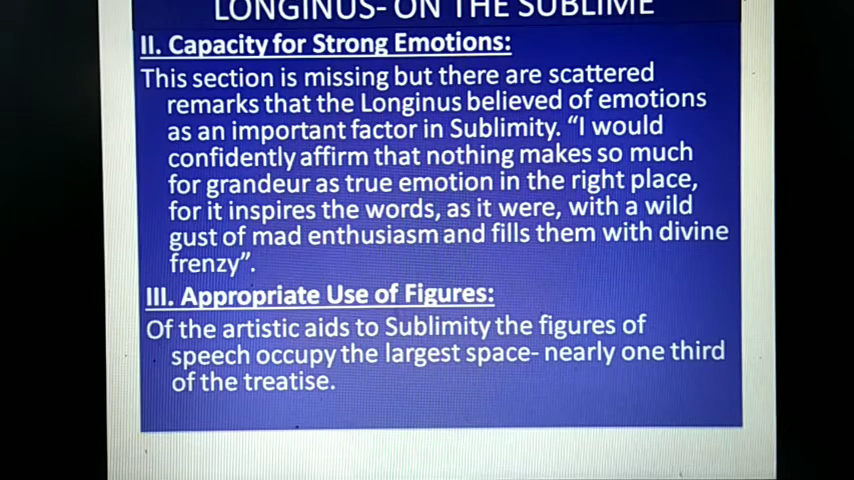 LONGINUS- ON THE SUBLIME
II. Capacity for Strong Emotions:
This section is missing but there are scattered
remarks that the Longinus believed of emotions
as an important factor in Sublimity. “I would
confidently affirm that nothing makes so much
for grandeur as true emotion in the right place,
for it inspires the words, as it were, with a wild
gust of mad enthusiasm and fills them with divine
frenzy”.
III. Appropriate Use of Figures:
Of the artistic aids to Sublimity the figures of
speech occupy the largest space- nearly one third
of the treatise.